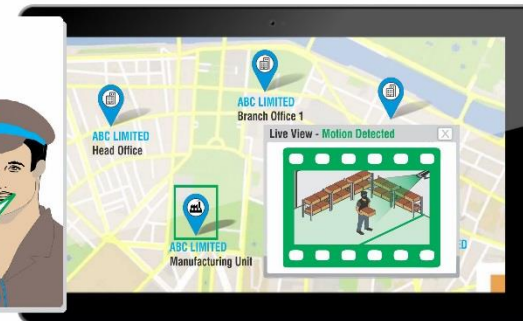 ABC LIMITED
Head Office
ABC LIMITED
Branch Office 1
Live View - Motion Detected
X
ABC LIMITED
Manufacturing Unit
D